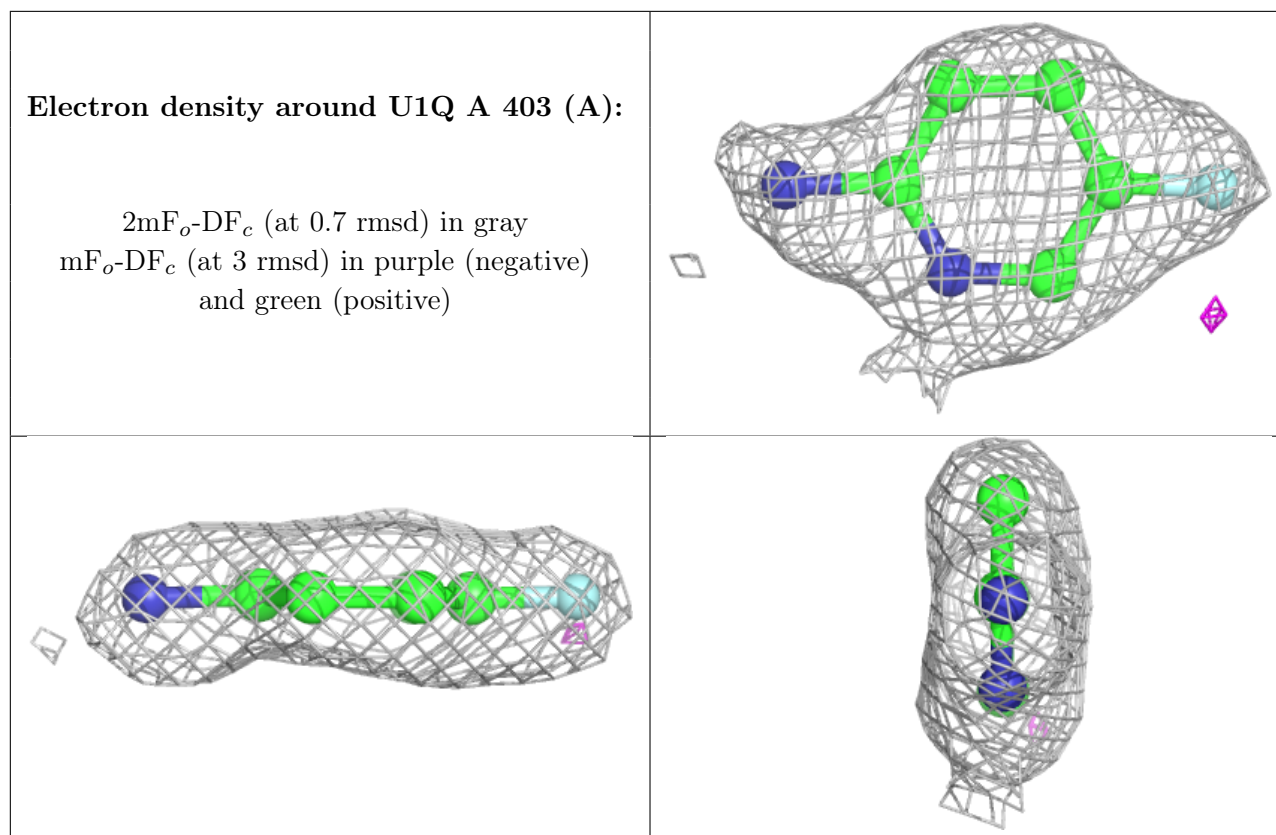 Electron density around U1Q A 403 (A):
2mFo-DFc (at 0.7 rmsd) in gray
mFo-DFc (at 3 rmsd) in purple (negative)
and green (positive)